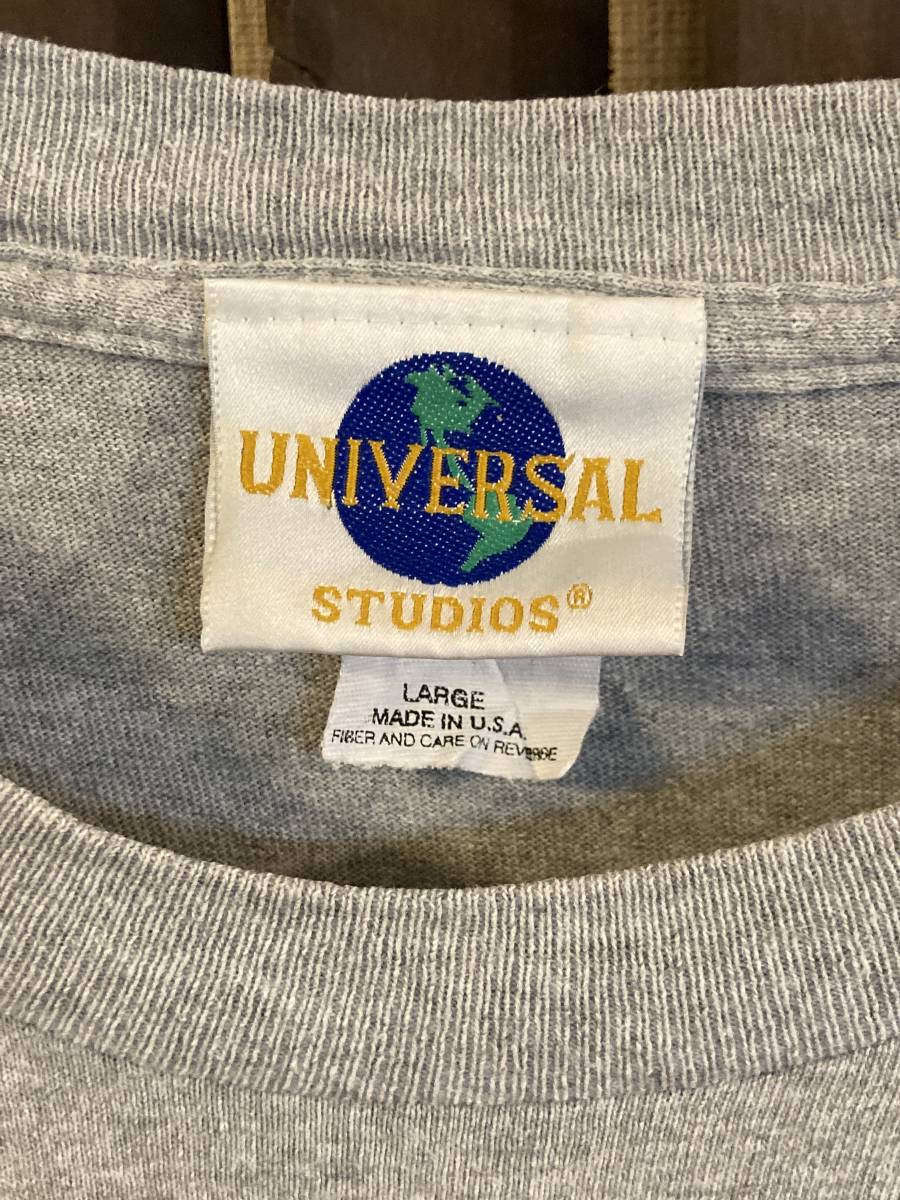 UNIVERSAL
STUDIOS®
LARGE
MADE IN U.S.A.
FIBER AND CARE ON REVERSE